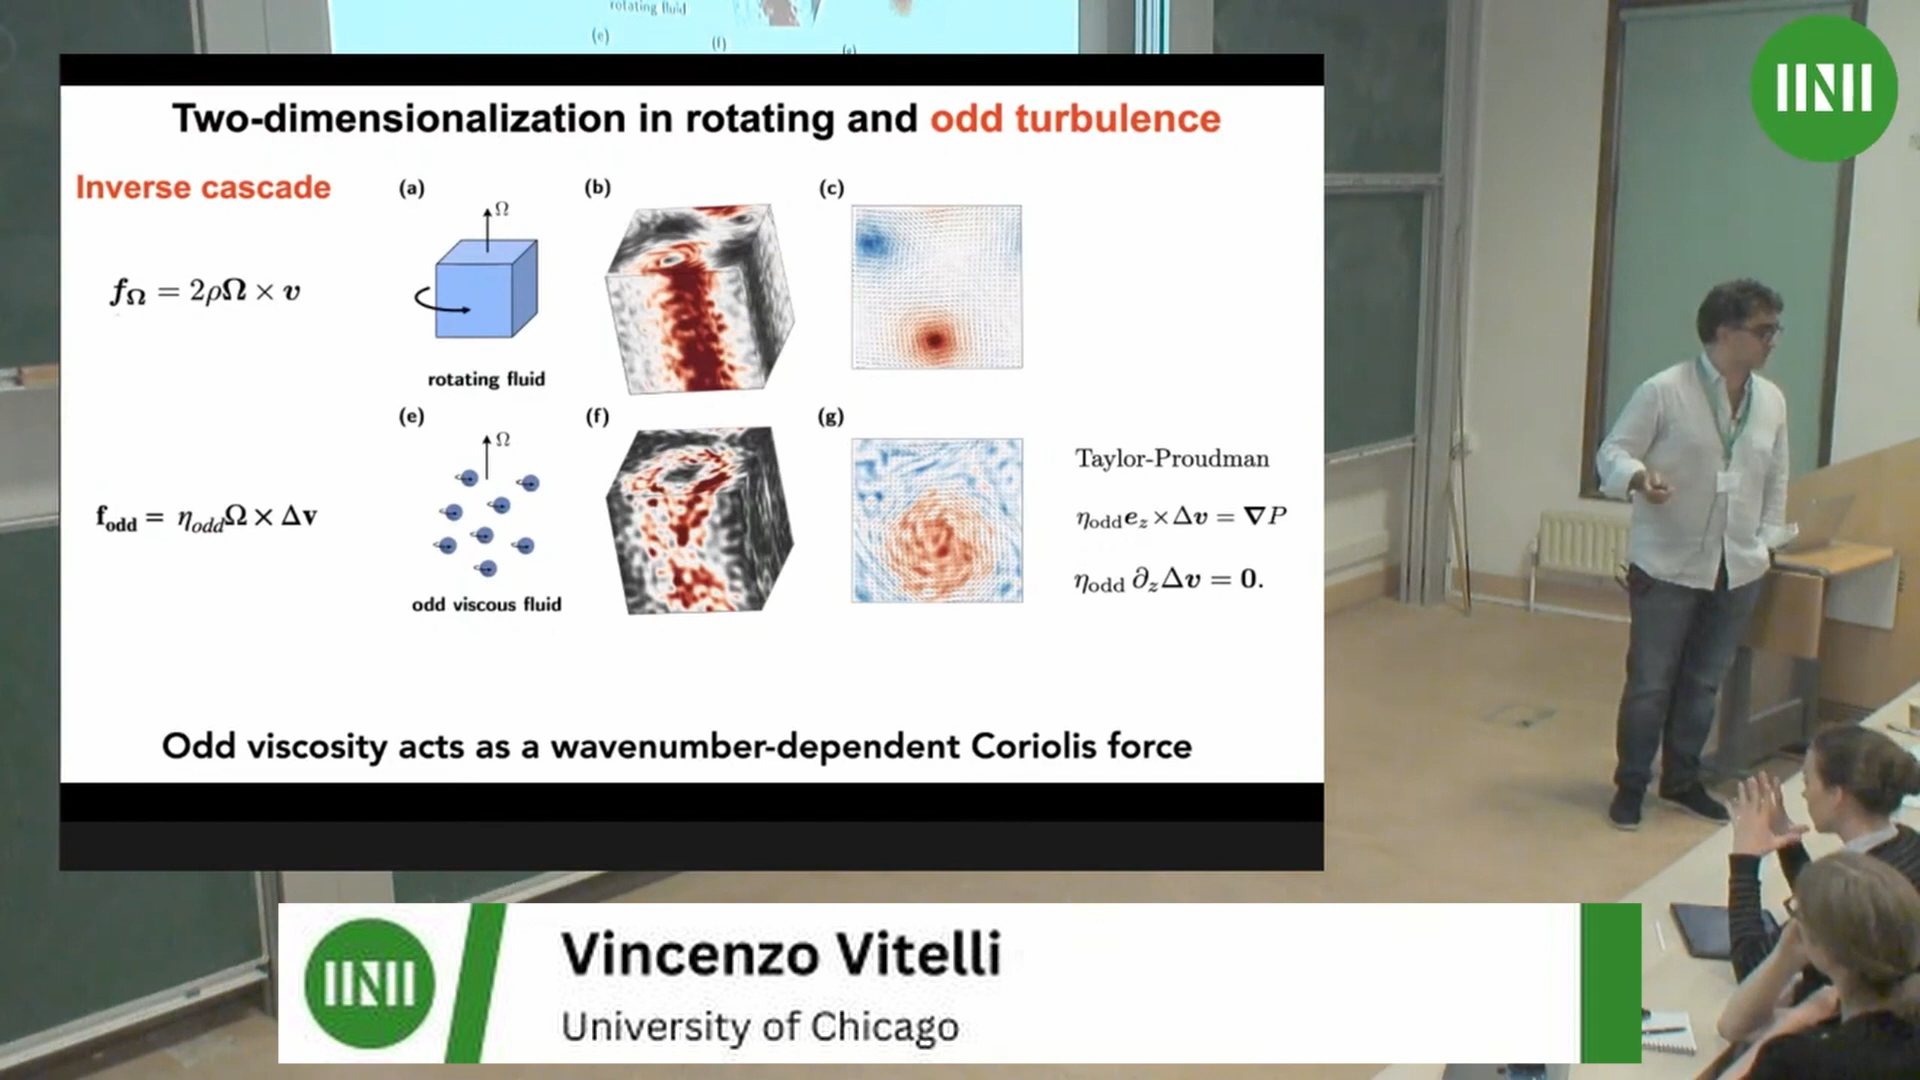 rotating fluid
(e)
(f)
(g)
Two-dimensionalization in rotating and odd turbulence
Inverse cascade
(a)
(b)
(c)
Ω
f_Ω = 2ρΩ × v
rotating fluid
(e)
(f)
(g)
Ω
f_odd = η_odd Ω × Δv
odd viscous fluid
Taylor-Proudman
η_odd e_z × Δv = ∇P
η_odd ∂_z Δv = 0.
Odd viscosity acts as a wavenumber-dependent Coriolis force
Vincenzo Vitelli
University of Chicago